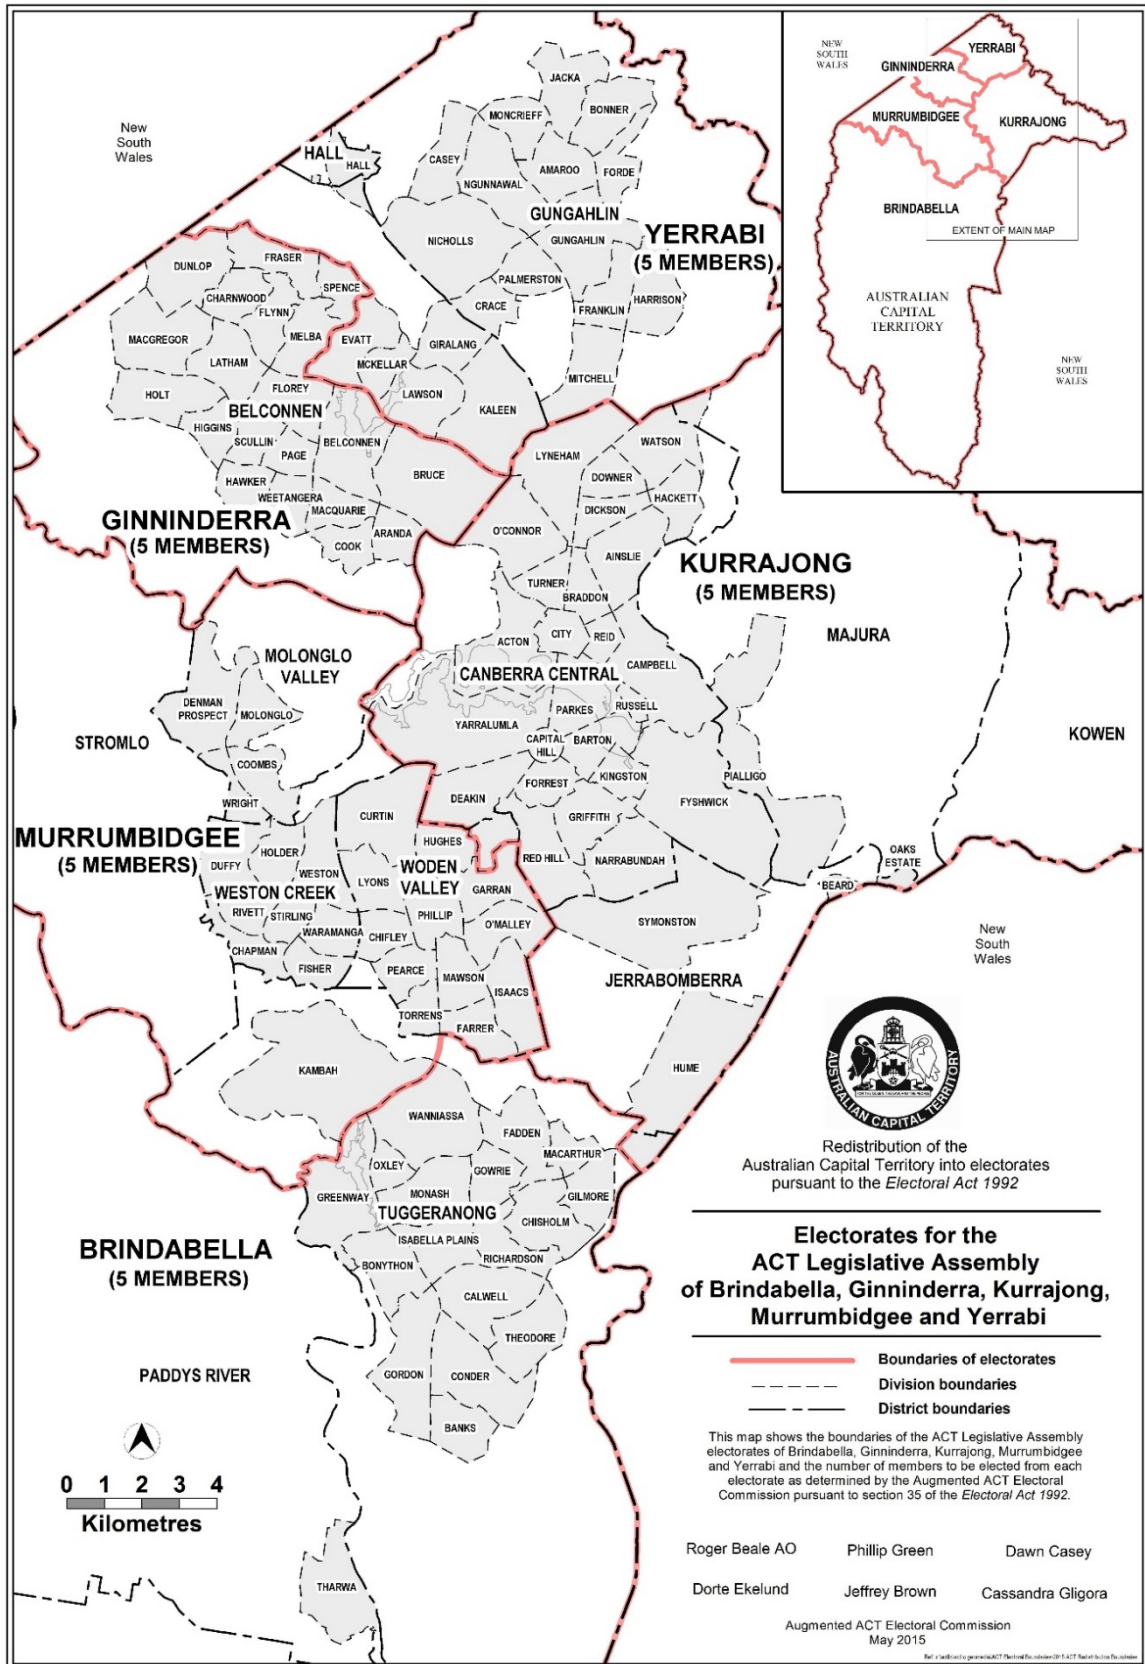 New
South
Wales
HALL
HALL
JACKA
BONNER
MONCRIEFF
CASEY
AMAROO
FORDE
NGUNNAWAL
GUNGAHLIN
NICHOLLS
GUNGAHLIN
YERRABI
(5 MEMBERS)
PALMERSTON
CRACE
FRANKLIN
HARRISON
GIRALANG
MITCHELL
DUNLOP
FRASER
SPENCE
CHARNWOOD
FLYNN
MACGREGOR
MELBA
EVATT
LATHAM
MCKELLAR
HOLT
FLOREY
LAWSON
KALEEN
BELCONNEN
HIGGINS
SCULLIN
BELCONNEN
PAGE
BRUCE
HAWKER
WEETANGERA
MACQUARIE
GINNINDERRA
(5 MEMBERS)
ARANDA
COOK
NEW
SOUTH
WALES
YERRABI
GINNINDERRA
MURRUMBIDGEE
KURRAJONG
BRINDABELLA
EXTENT OF MAIN MAP
AUSTRALIAN
CAPITAL
TERRITORY
NEW
SOUTH
WALES
WATSON
LYNEHAM
DOWNER
HACKETT
DICKSON
O'CONNOR
AINSLIE
KURRAJONG
(5 MEMBERS)
TURNER
BRADDON
MAJURA
CITY
REID
ACTON
CAMPBELL
CANBERRA CENTRAL
PARKES
RUSSELL
YARRALUMLA
CAPITAL
HILL
BARTON
KOWEN
KINGSTON
PIALLIGO
DEAKIN
FORREST
FYSHWICK
GRIFFITH
RED HILL
NARRABUNDAH
OAKS
ESTATE
BEARD
SYMONSTON
New
South
Wales
JERRABOMBERRA
HUME
MOLONGLO
VALLEY
DENMAN
PROSPECT
MOLONGLO
STROMLO
COOMBS
WRIGHT
MURRUMBIDGEE
(5 MEMBERS)
CURTIN
HUGHES
HOLDER
DUFFY
WESTON
LYONS
WODEN
VALLEY
GARRAN
WESTON CREEK
RIVETT
STIRLING
PHILLIP
O'MALLEY
WARAMANGA
CHIFLEY
CHAPMAN
FISHER
PEARCE
MAWSON
ISAACS
TORRENS
FARRER
KAMBAH
WANNIASSA
FADDEN
MACARTHUR
OXLEY
GOWRIE
GREENWAY
MONASH
GILMORE
TUGGERANONG
CHISHOLM
ISABELLA PLAINS
BONYTHON
RICHARDSON
CALWELL
THEODORE
GORDON
CONDER
BANKS
BRINDABELLA
(5 MEMBERS)
PADDYS RIVER
0 1 2 3 4
Kilometres
THARWA
AUSTRALIAN CAPITAL TERRITORY
Redistribution of the
Australian Capital Territory into electorates
pursuant to the Electoral Act 1992
Electorates for the
ACT Legislative Assembly
of Brindabella, Ginninderra, Kurrajong,
Murrumbidgee and Yerrabi
Boundaries of electorates
Division boundaries
District boundaries
This map shows the boundaries of the ACT Legislative Assembly
electorates of Brindabella, Ginninderra, Kurrajong, Murrumbidgee
and Yerrabi and the number of members to be elected from each
electorate as determined by the Augmented ACT Electoral
Commission pursuant to section 35 of the Electoral Act 1992.
Roger Beale AO Phillip Green Dawn Casey
Dorte Ekelund Jeffrey Brown Cassandra Gligora
Augmented ACT Electoral Commission
May 2015